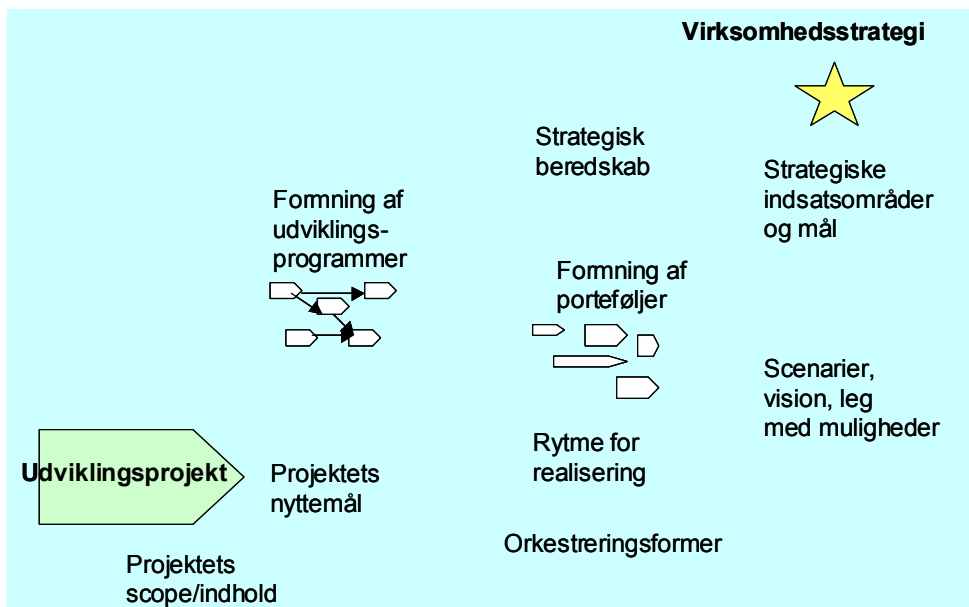 Virksomhedsstrategi
Strategisk
beredskab
Strategiske
indsatsområder
og mål
Formning af
udviklings-
programmer
Formning af
porteføljer
Scenarier,
vision, leg
med muligheder
Udviklingsprojekt
Projektets
nyttemål
Rytme for
realisering
Orkestreringsformer
Projektets
scope/indhold